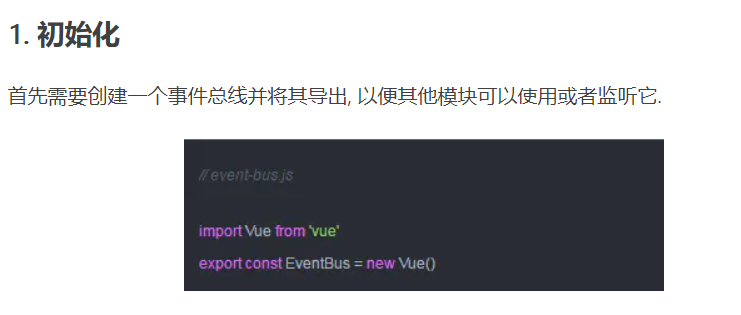 1. 初始化
首先需要创建一个事件总线并将其导出, 以便其他模块可以使用或者监听它.
// event-bus.js
import Vue from 'vue'
export const EventBus = new Vue()